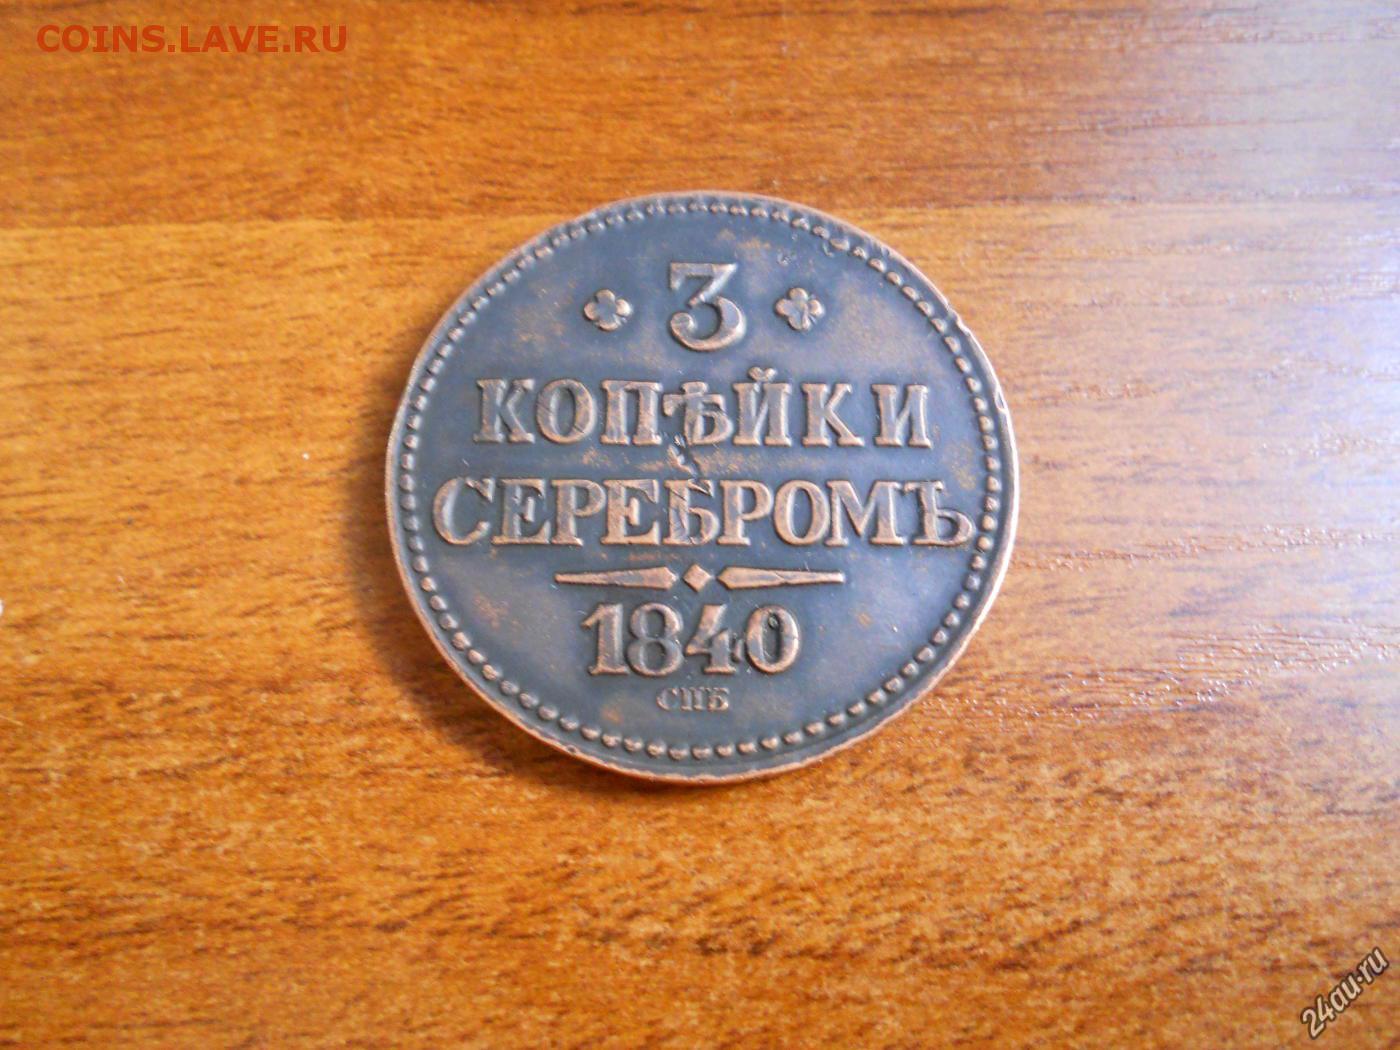 COINS.LAVE.RU
3
КОПѢЙКИ
СЕРЕБРОМЪ
1840
СПБ
24au.ru